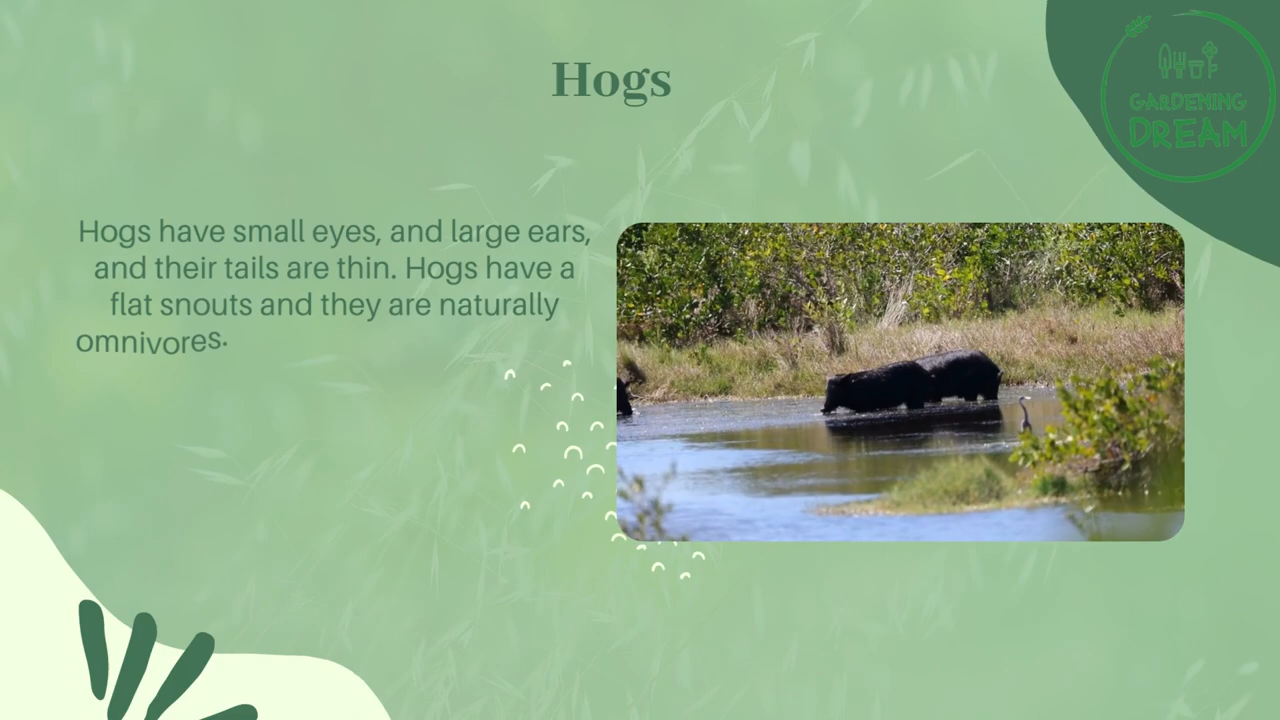 Hogs
GARDENING
DREAM
Hogs have small eyes, and large ears,
and their tails are thin. Hogs have a
flat snouts and they are naturally
omnivores.